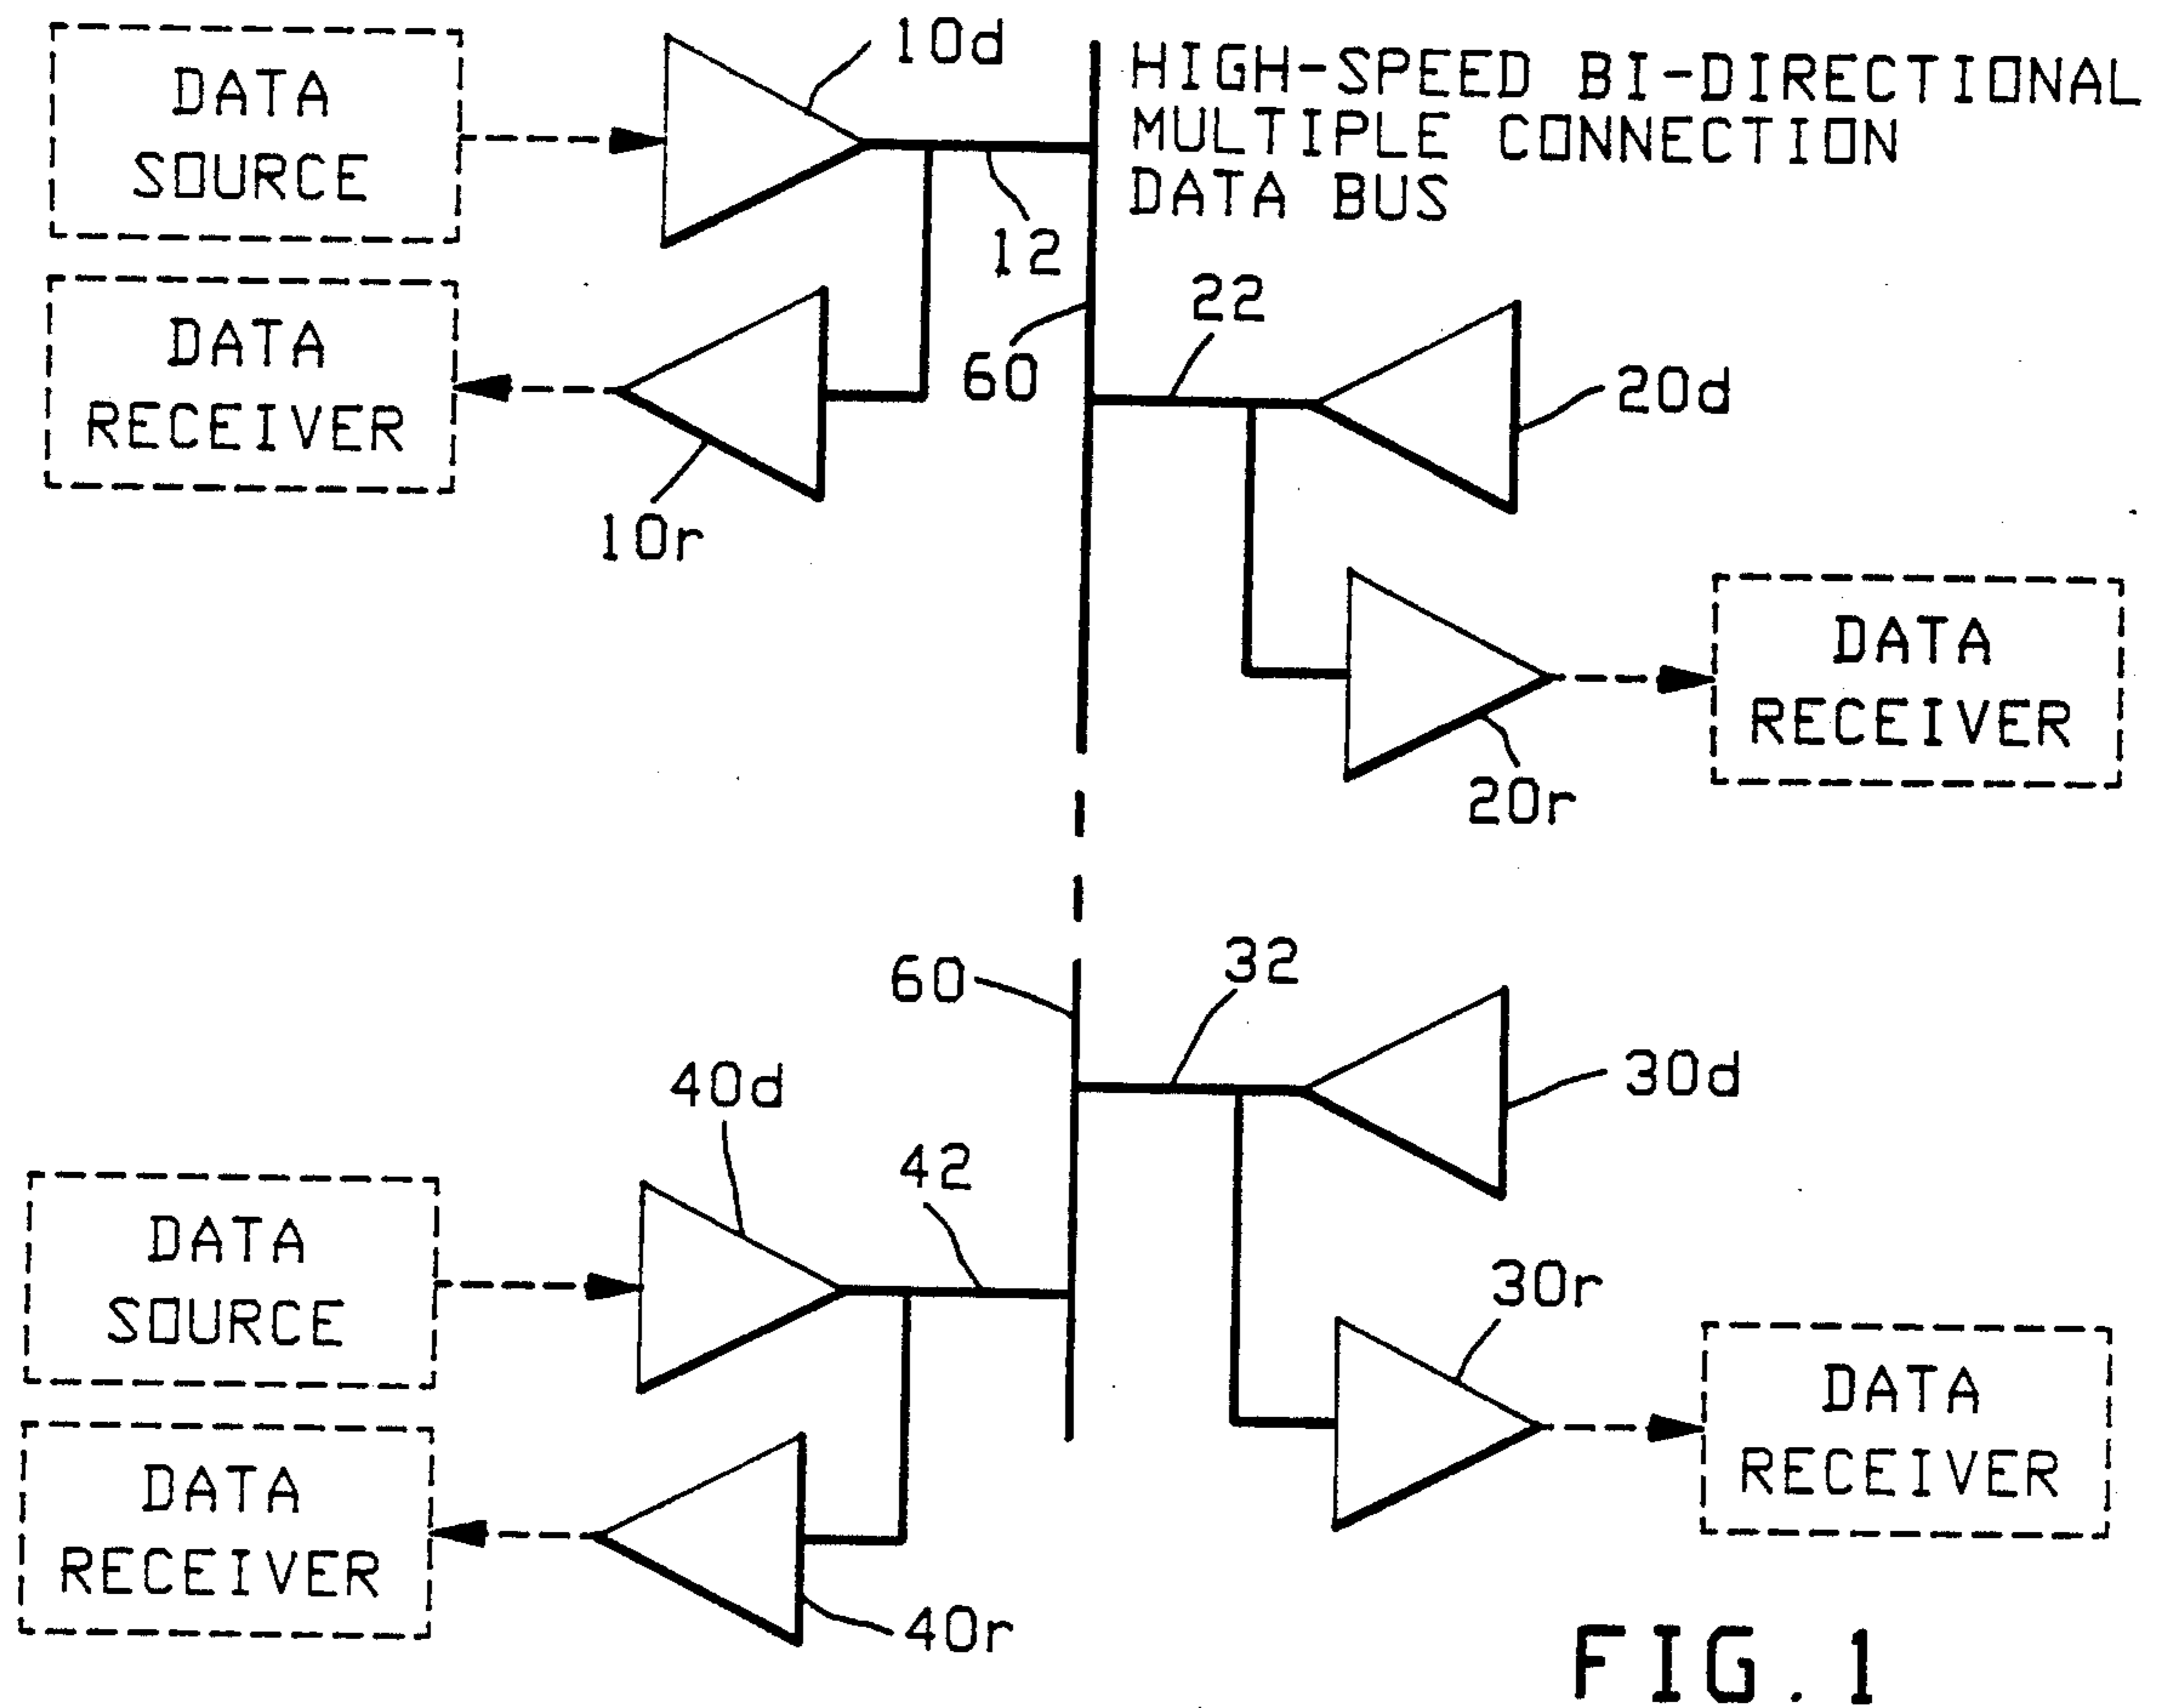 DATA
SOURCE
10d
HIGH-SPEED BI-DIRECTIONAL
MULTIPLE CONNECTION
DATA BUS
12
DATA
RECEIVER
10r
60
22
20d
20r
DATA
RECEIVER
60
32
30d
40d
42
DATA
SOURCE
30r
DATA
RECEIVER
DATA
RECEIVER
40r
FIG.1